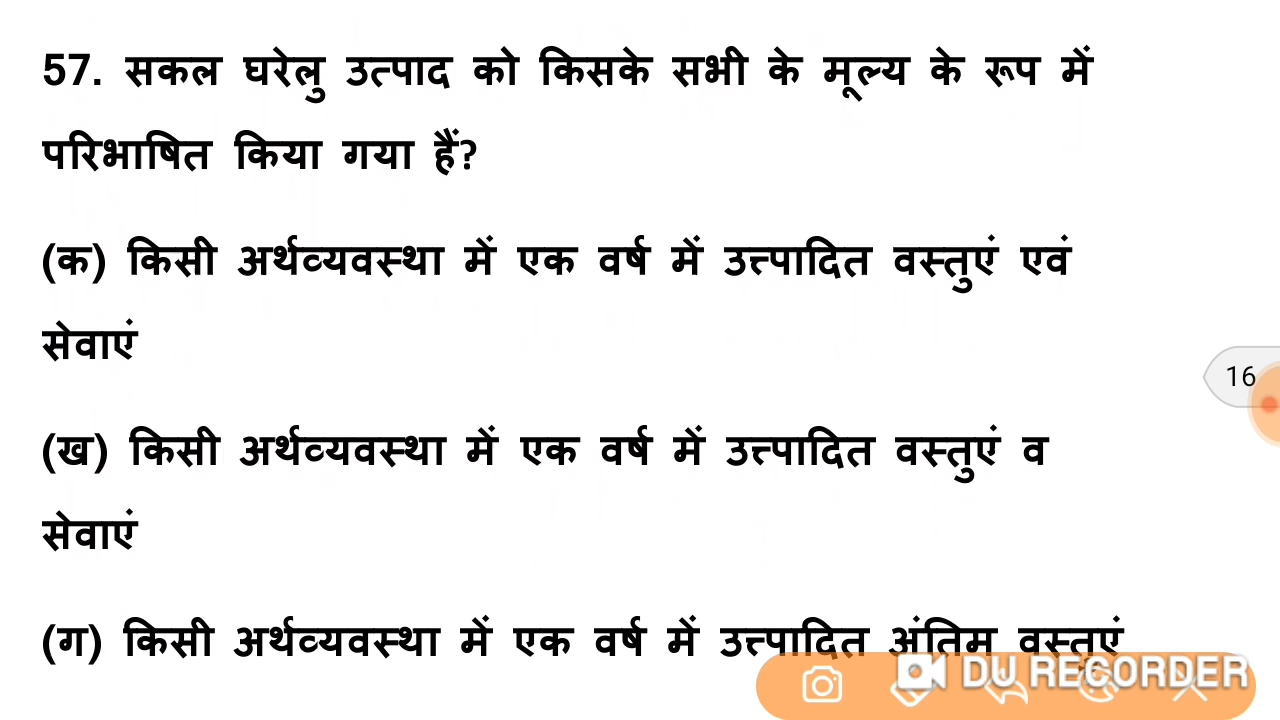 57. सकल घरेलु उत्पाद को किसके सभी के मूल्य के रूप में
परिभाषित किया गया हैं?
(क) किसी अर्थव्यवस्था में एक वर्ष में उत्त्पादित वस्तुएं एवं
सेवाएं
16
(ख) किसी अर्थव्यवस्था में एक वर्ष में उत्त्पादित वस्तुएं व
सेवाएं
(ग) किसी अर्थव्यवस्था में एक वर्ष में उत्त्पादित अंतिम वस्तुएं
DU RECORDER